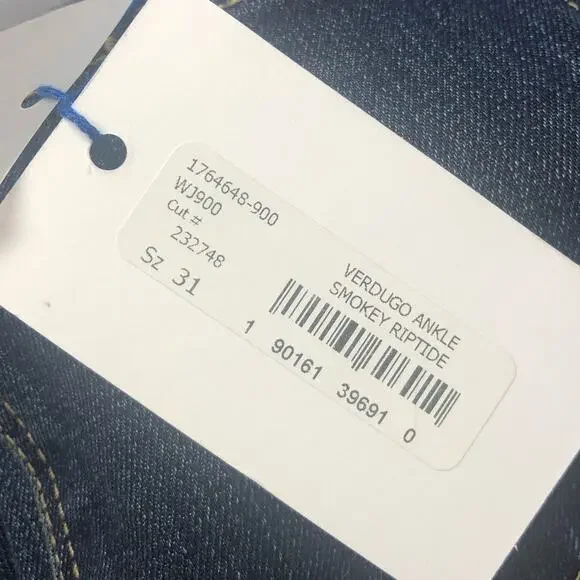 1764648-900
WJ900
Cut #
232748
Sz 31
VERDUGO ANKLE
SMOKEY RIPTIDE
1 90161 39691 0